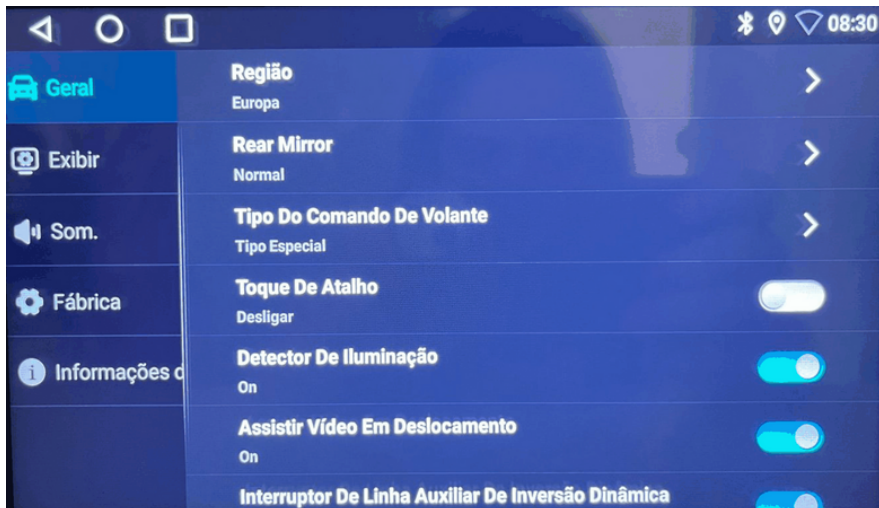 08:30
Geral
Exibir
Som.
Fábrica
Informações d
Região
Europa
Rear Mirror
Normal
Tipo Do Comando De Volante
Tipo Especial
Toque De Atalho
Desligar
Detector De Iluminação
On
Assistir Vídeo Em Deslocamento
On
Interruptor De Linha Auxiliar De Inversão Dinâmica